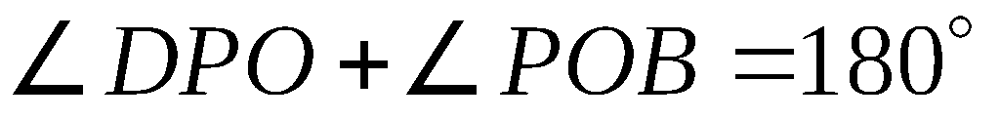 ∠DPO + ∠POB = 180°